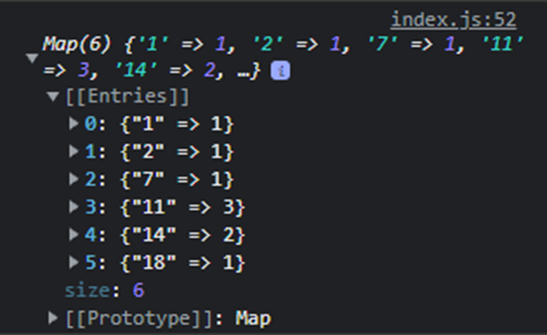 index.js:52
Map(6) {'1' => 1, '2' => 1, '7' => 1, '11'
=> 3, '14' => 2, …} i
[[Entries]]
0: {"1" => 1}
1: {"2" => 1}
2: {"7" => 1}
3: {"11" => 3}
4: {"14" => 2}
5: {"18" => 1}
size: 6
[[Prototype]]: Map